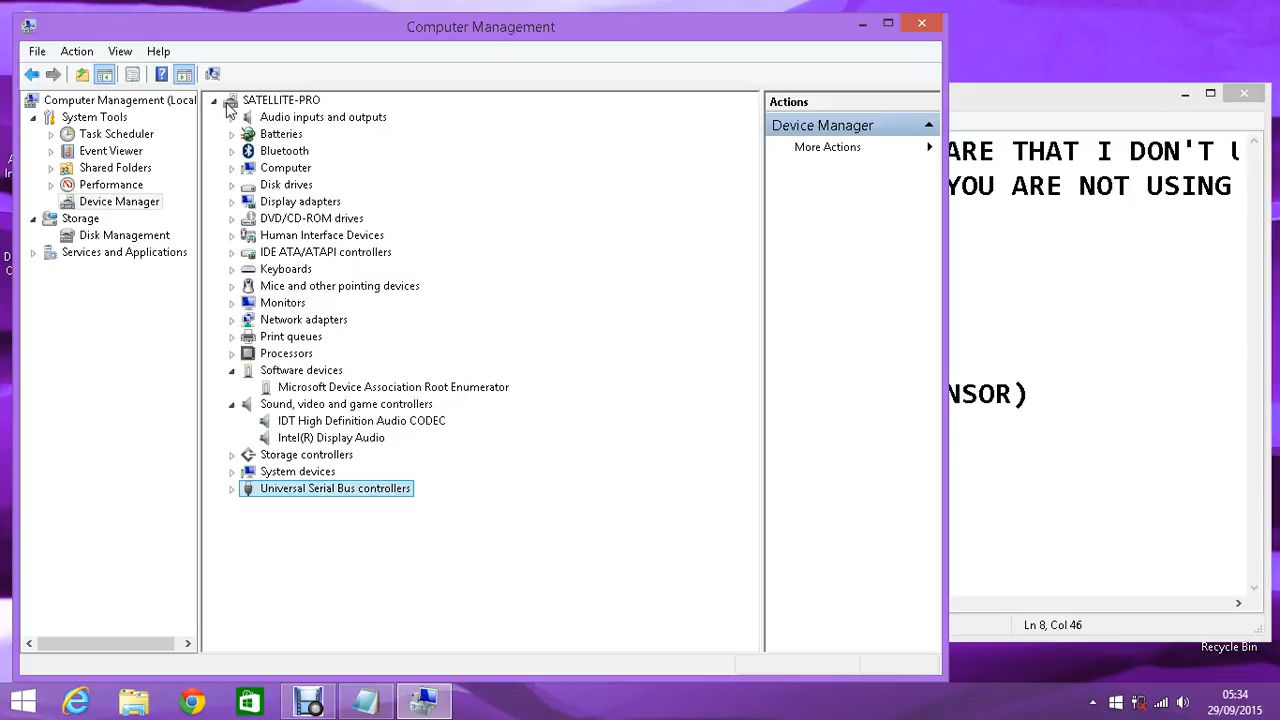 Computer Management
File Action View Help
Computer Management (Local
System Tools
Task Scheduler
Event Viewer
Shared Folders
Performance
Device Manager
Storage
Disk Management
Services and Applications
SATELLITE-PRO
Audio inputs and outputs
Batteries
Bluetooth
Computer
Disk drives
Display adapters
DVD/CD-ROM drives
Human Interface Devices
IDE ATA/ATAPI controllers
Keyboards
Mice and other pointing devices
Monitors
Network adapters
Print queues
Processors
Software devices
Microsoft Device Association Root Enumerator
Sound, video and game controllers
IDT High Definition Audio CODEC
Intel(R) Display Audio
Storage controllers
System devices
Universal Serial Bus controllers
Actions
Device Manager
More Actions
ARE THAT I DON'T U
YOU ARE NOT USING
NSOR)
Ln 8, Col 46
Recycle Bin
05:34
29/09/2015